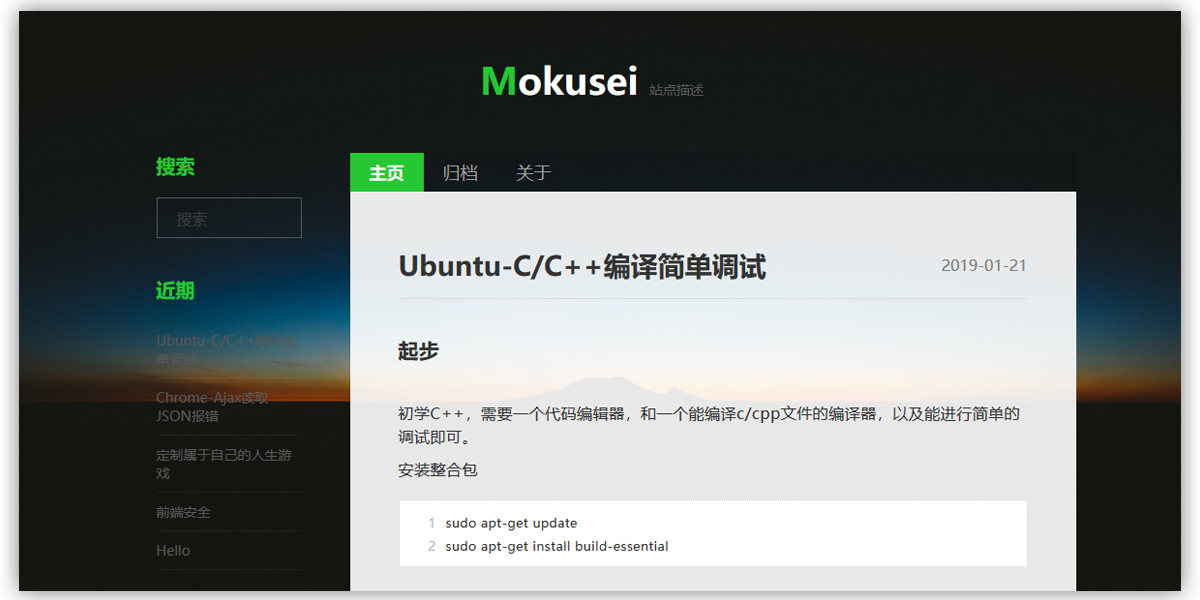 Mokusei 站点描述
搜索
搜索
近期
Ubuntu-C/C++编译简
单调试
Chrome-Ajax读取
JSON报错
定制属于自己的人生游
戏
前端安全
Hello
主页 归档 关于
Ubuntu-C/C++编译简单调试 2019-01-21
起步
初学C++，需要一个代码编辑器，和一个能编译c/cpp文件的编译器，以及能进行简单的
调试即可。
安装整合包
1 sudo apt-get update
2 sudo apt-get install build-essential